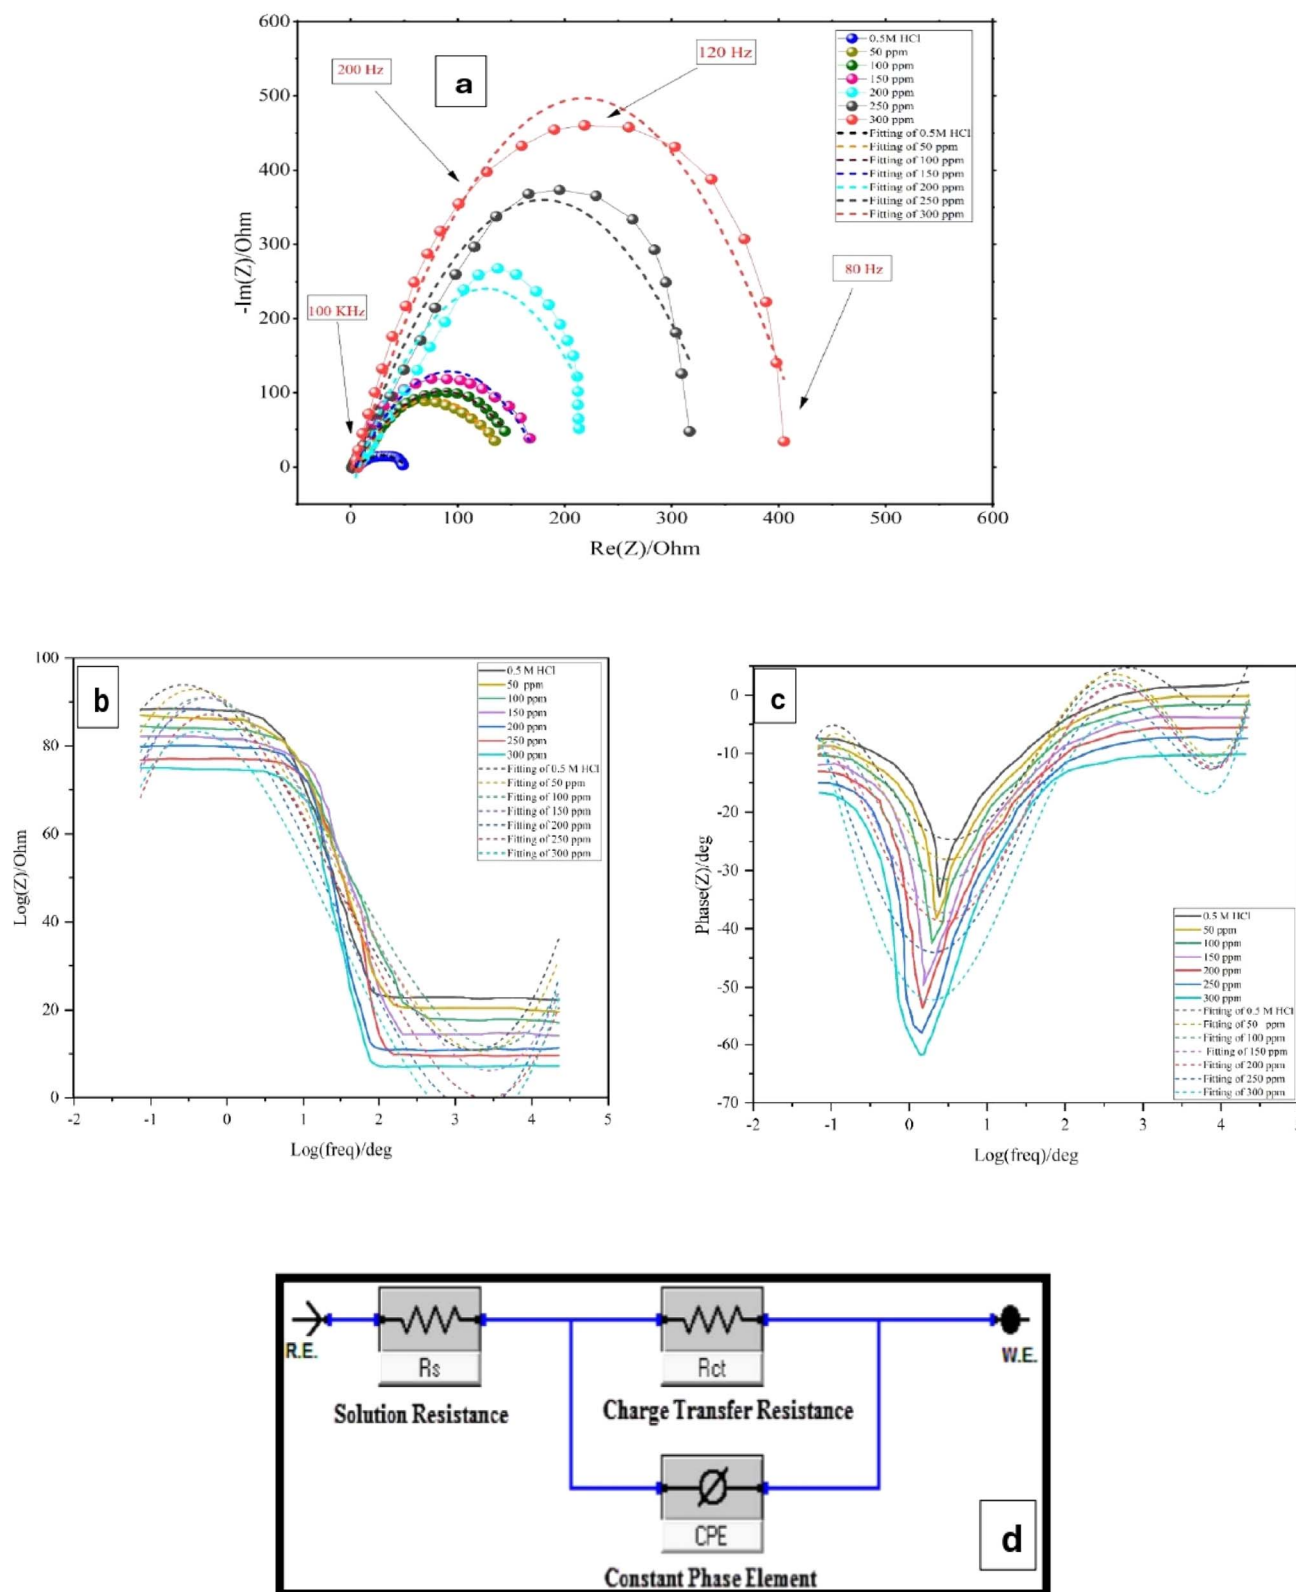 600
500
400
300
200
100
0
-Im(Z)/Ohm
a
200 Hz
120 Hz
100 KHz
80 Hz
0.5M HCl
50 ppm
100 ppm
150 ppm
200 ppm
250 ppm
300 ppm
Fitting of 0.5M HCl
Fitting of 50 ppm
Fitting of 100 ppm
Fitting of 150 ppm
Fitting of 200 ppm
Fitting of 250 ppm
Fitting of 300 ppm
0 100 200 300 400 500 600
Re(Z)/Ohm
100
80
60
40
20
0
Log(Z)/Ohm
b
0.5 M HCl
50 ppm
100 ppm
150 ppm
200 ppm
250 ppm
300 ppm
Fitting of 0.5 M HCl
Fitting of 50 ppm
Fitting of 100 ppm
Fitting of 150 ppm
Fitting of 200 ppm
Fitting of 250 ppm
Fitting of 300 ppm
-2 -1 0 1 2 3 4 5
Log(freq)/deg
0
-10
-20
-30
-40
-50
-60
-70
Phase(Z)/deg
c
0.5 M HCl
50 ppm
100 ppm
150 ppm
200 ppm
250 ppm
300 ppm
Fitting of 0.5 M HCl
Fitting of 50 ppm
Fitting of 100 ppm
Fitting of 150 ppm
Fitting of 200 ppm
Fitting of 250 ppm
Fitting of 300 ppm
-2 -1 0 1 2 3 4
Log(freq)/deg
R.E.
Rs
Solution Resistance
Rct
Charge Transfer Resistance
W.E.
CPE
Constant Phase Element
d